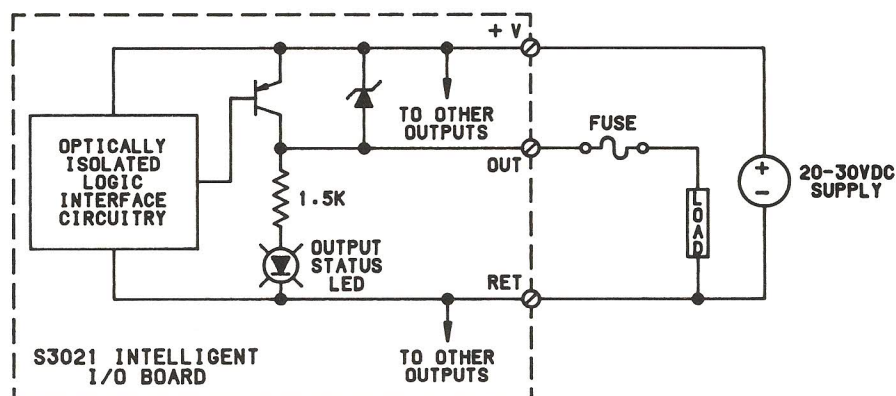 + V
TO OTHER
OUTPUTS
FUSE
OPTICALLY
ISOLATED
LOGIC
INTERFACE
CIRCUITRY
OUT
1.5K
+
-
20-30VDC
SUPPLY
LOAD
OUTPUT
STATUS
LED
RET
S3021 INTELLIGENT
I/O BOARD
TO OTHER
OUTPUTS